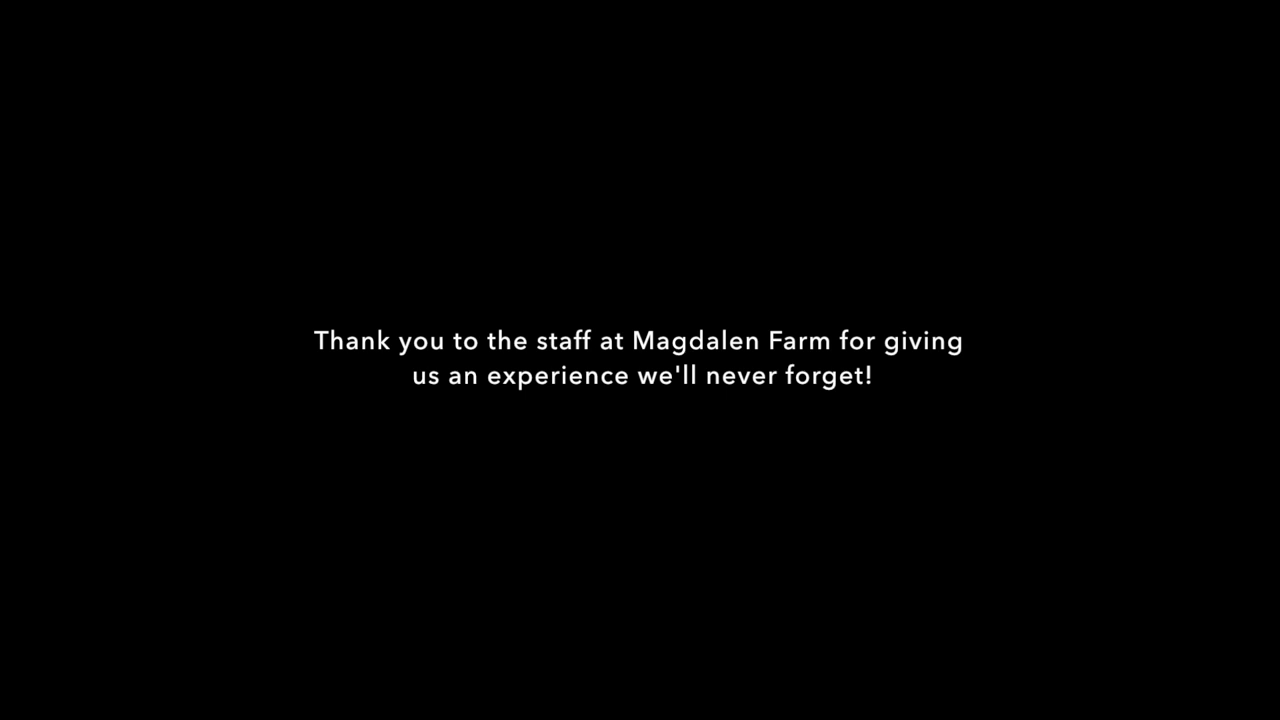 Thank you to the staff at Magdalen Farm for giving
us an experience we'll never forget!